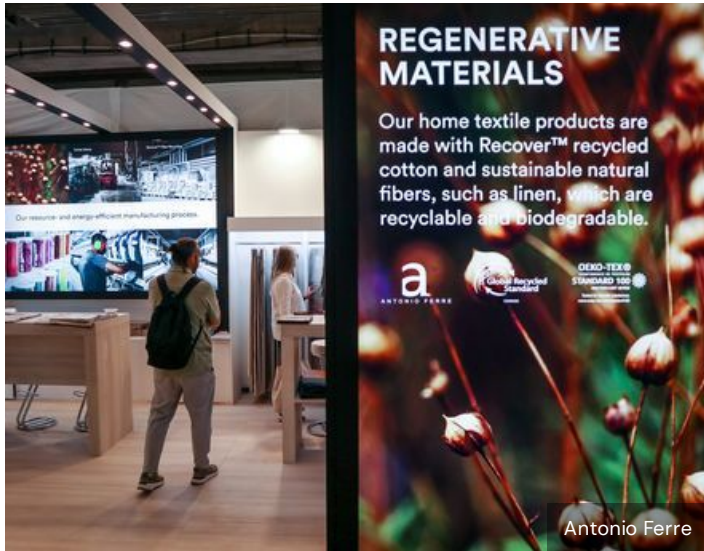 REGENERATIVE
MATERIALS
Our home textile products are
made with Recover™ recycled
cotton and sustainable natural
fibers, such as linen, which are
recyclable and biodegradable.
a
ANTONIO FERRE
Global Recycled
Standard
OEKO-TEX®
STANDARD 100
Our resource- and energy-efficient manufacturing process.
Antonio Ferre